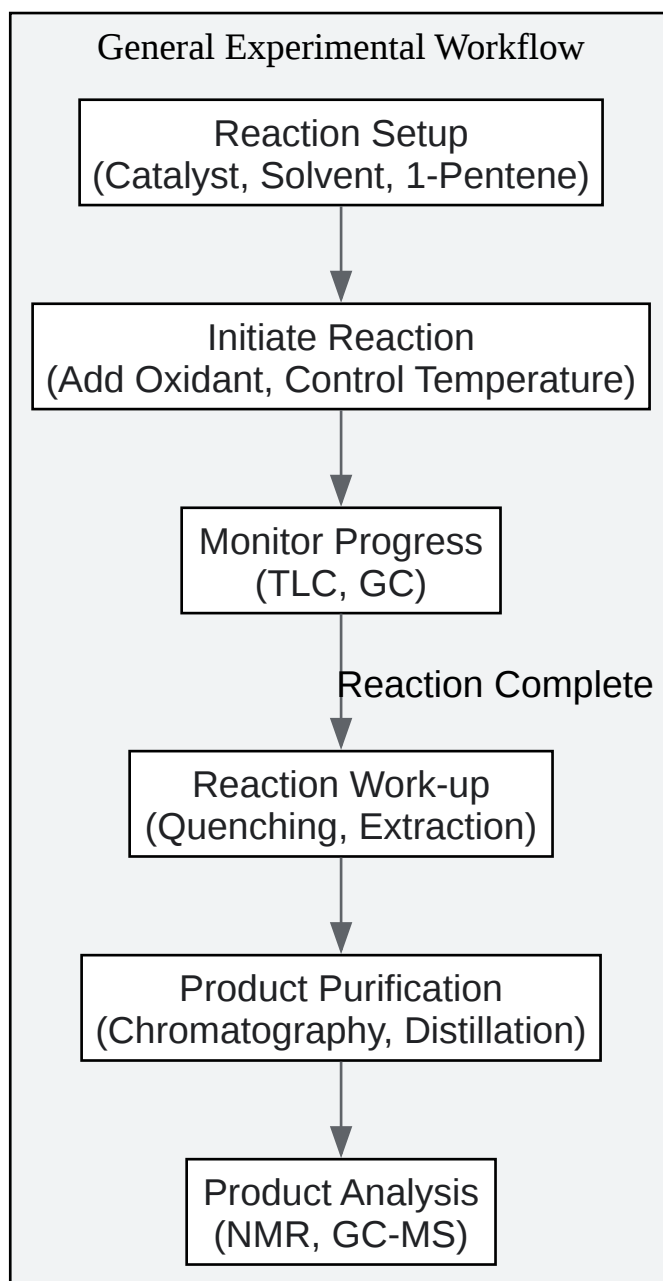 General Experimental Workflow
Reaction Setup
(Catalyst, Solvent, 1-Pentene)
Initiate Reaction
(Add Oxidant, Control Temperature)
Monitor Progress
(TLC, GC)
Reaction Complete
Reaction Work-up
(Quenching, Extraction)
Product Purification
(Chromatography, Distillation)
Product Analysis
(NMR, GC-MS)